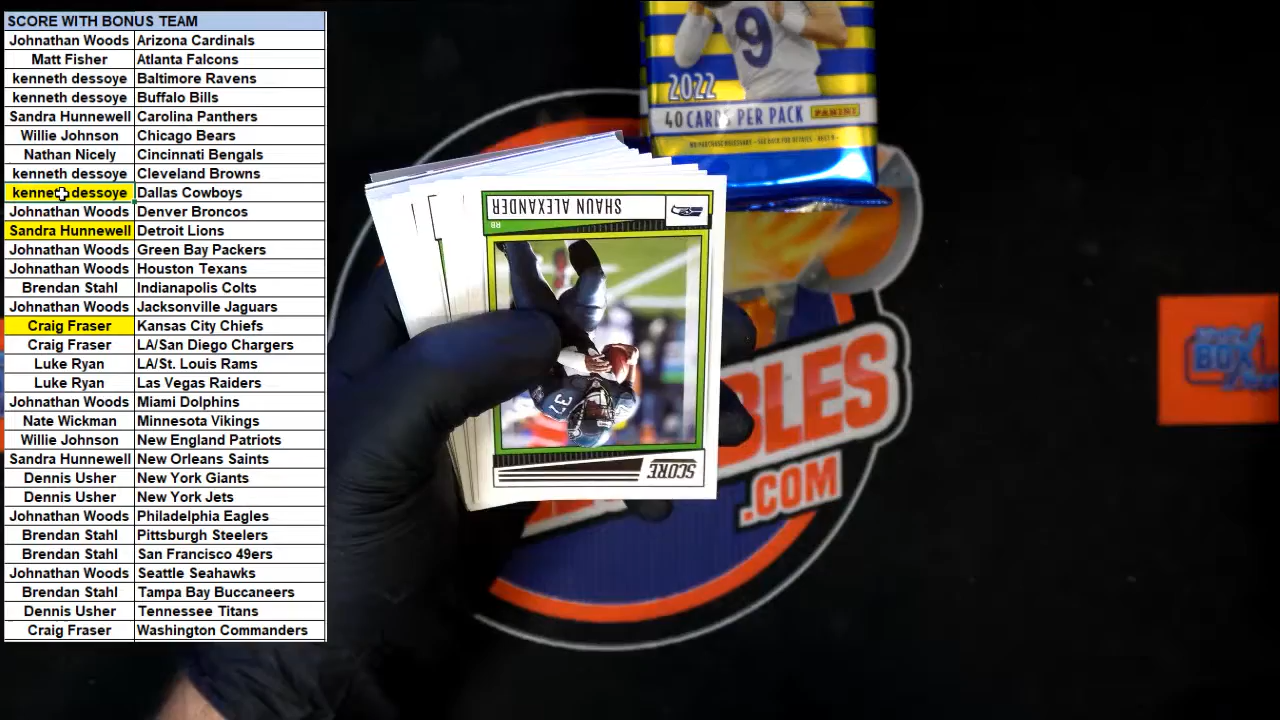 SCORE WITH BONUS TEAM
Johnathan Woods Arizona Cardinals
Matt Fisher Atlanta Falcons
kenneth dessoye Baltimore Ravens
kenneth dessoye Buffalo Bills
Sandra Hunnewell Carolina Panthers
Willie Johnson Chicago Bears
Nathan Nicely Cincinnati Bengals
kenneth dessoye Cleveland Browns
kenneth dessoye Dallas Cowboys
Johnathan Woods Denver Broncos
Sandra Hunnewell Detroit Lions
Johnathan Woods Green Bay Packers
Johnathan Woods Houston Texans
Brendan Stahl Indianapolis Colts
Johnathan Woods Jacksonville Jaguars
Craig Fraser Kansas City Chiefs
Craig Fraser LA/San Diego Chargers
Luke Ryan LA/St. Louis Rams
Luke Ryan Las Vegas Raiders
Johnathan Woods Miami Dolphins
Nate Wickman Minnesota Vikings
Willie Johnson New England Patriots
Sandra Hunnewell New Orleans Saints
Dennis Usher New York Giants
Dennis Usher New York Jets
Johnathan Woods Philadelphia Eagles
Brendan Stahl Pittsburgh Steelers
Brendan Stahl San Francisco 49ers
Johnathan Woods Seattle Seahawks
Brendan Stahl Tampa Bay Buccaneers
Dennis Usher Tennessee Titans
Craig Fraser Washington Commanders
9
2022
40 CARDS PER PACK PANINI
SHAUN ALEXANDER
RB
37
SCORE
BLES
.COM
BOX